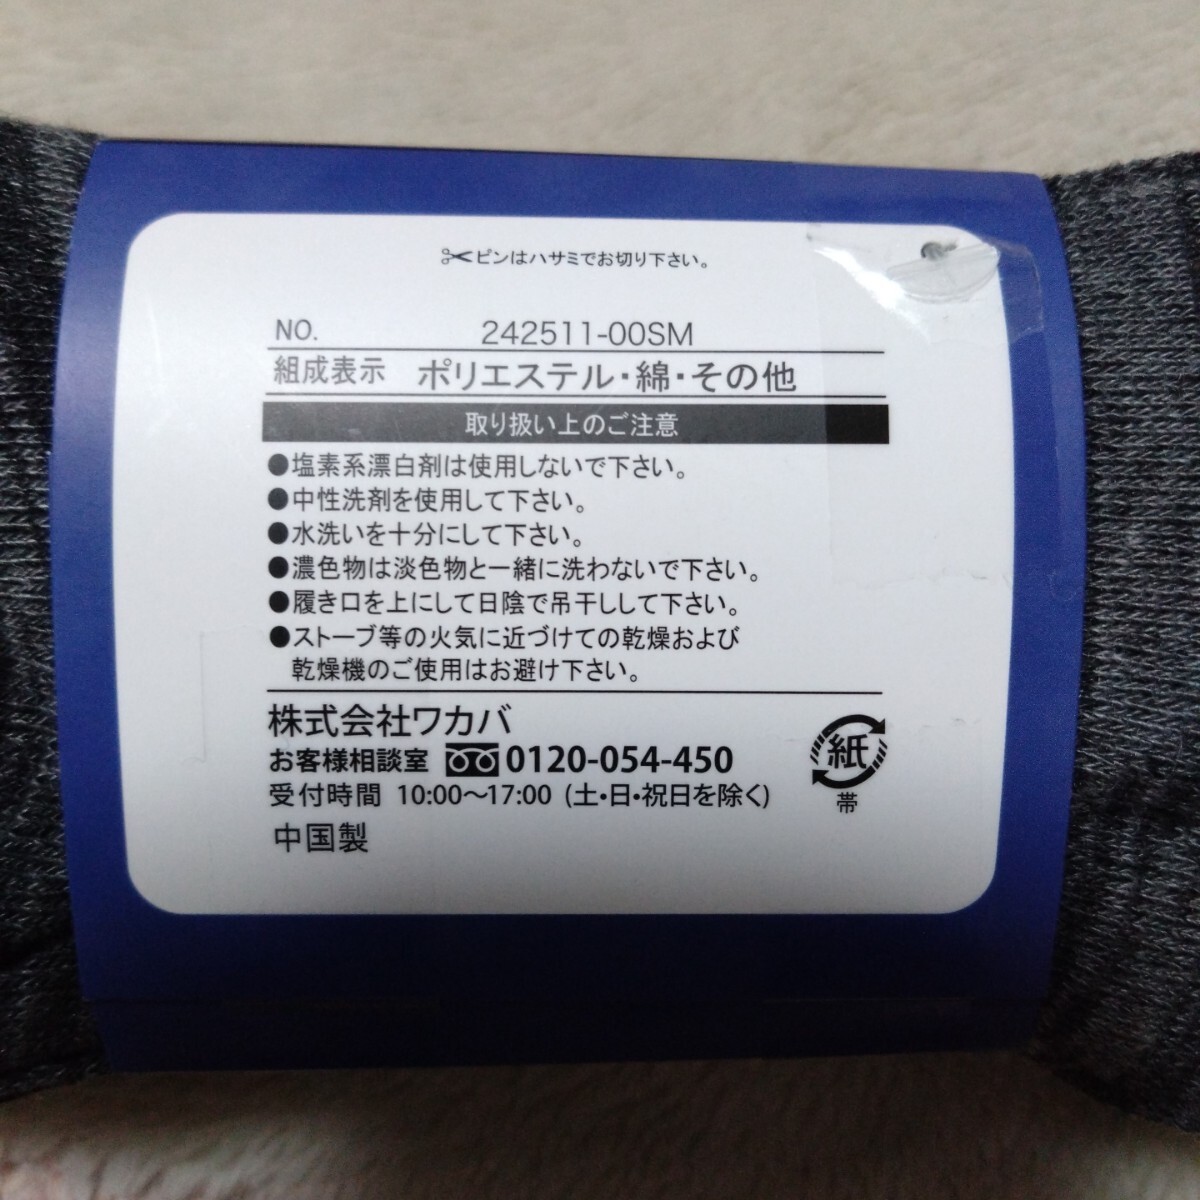 ピンはハサミでお切り下さい。
NO. 242511-00SM
組成表示 ポリエステル・綿・その他
取り扱い上のご注意
●塩素系漂白剤は使用しないで下さい。
●中性洗剤を使用して下さい。
●水洗いを十分にして下さい。
●濃色物は淡色物と一緒に洗わないで下さい。
●履き口を上にして日陰で吊干しして下さい。
●ストーブ等の火気に近づけての乾燥および
乾燥機のご使用はお避け下さい。
株式会社ワカバ
お客様相談室 0120-054-450
受付時間 10:00～17:00 (土・日・祝日を除く)
中国製
紙
帯